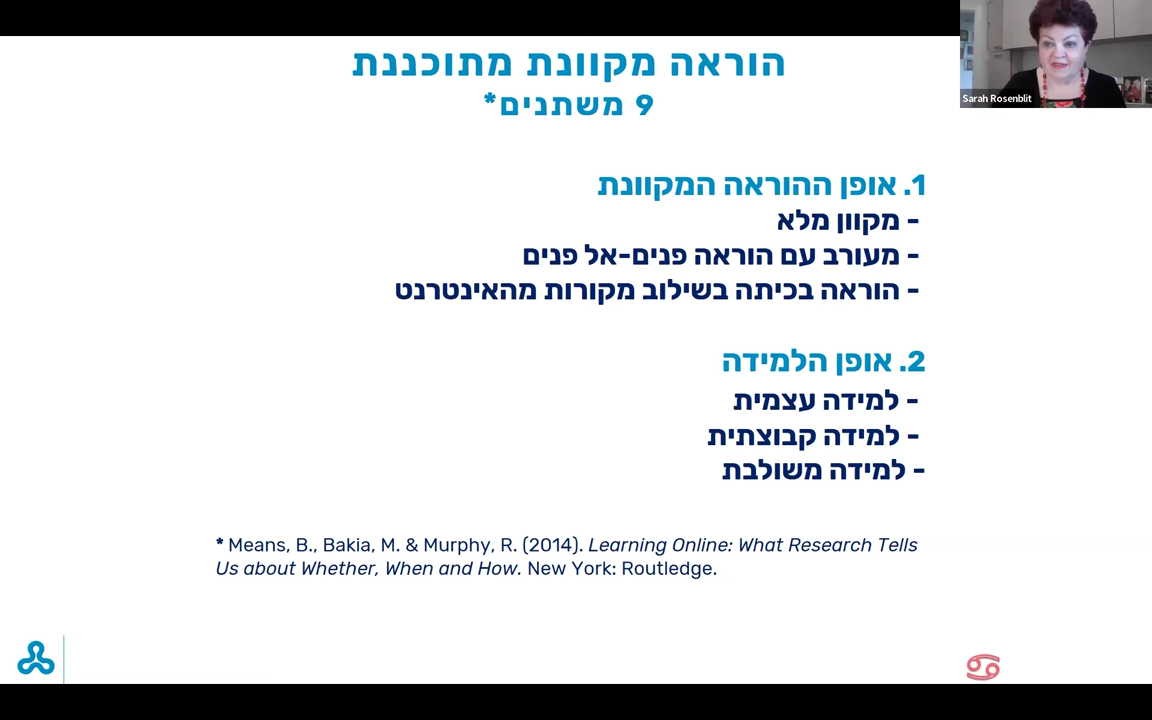 הוראה מקוונת מתוכננת
9 משתנים*
Sarah Rosenblit
1. אופן ההוראה המקוונת
- מקוון מלא
- מעורב עם הוראה פנים-אל פנים
- הוראה בכיתה בשילוב מקורות מהאינטרנט
2. אופן הלמידה
- למידה עצמית
- למידה קבוצתית
- למידה משולבת
* Means, B., Bakia, M. & Murphy, R. (2014). Learning Online: What Research Tells
Us about Whether, When and How. New York: Routledge.